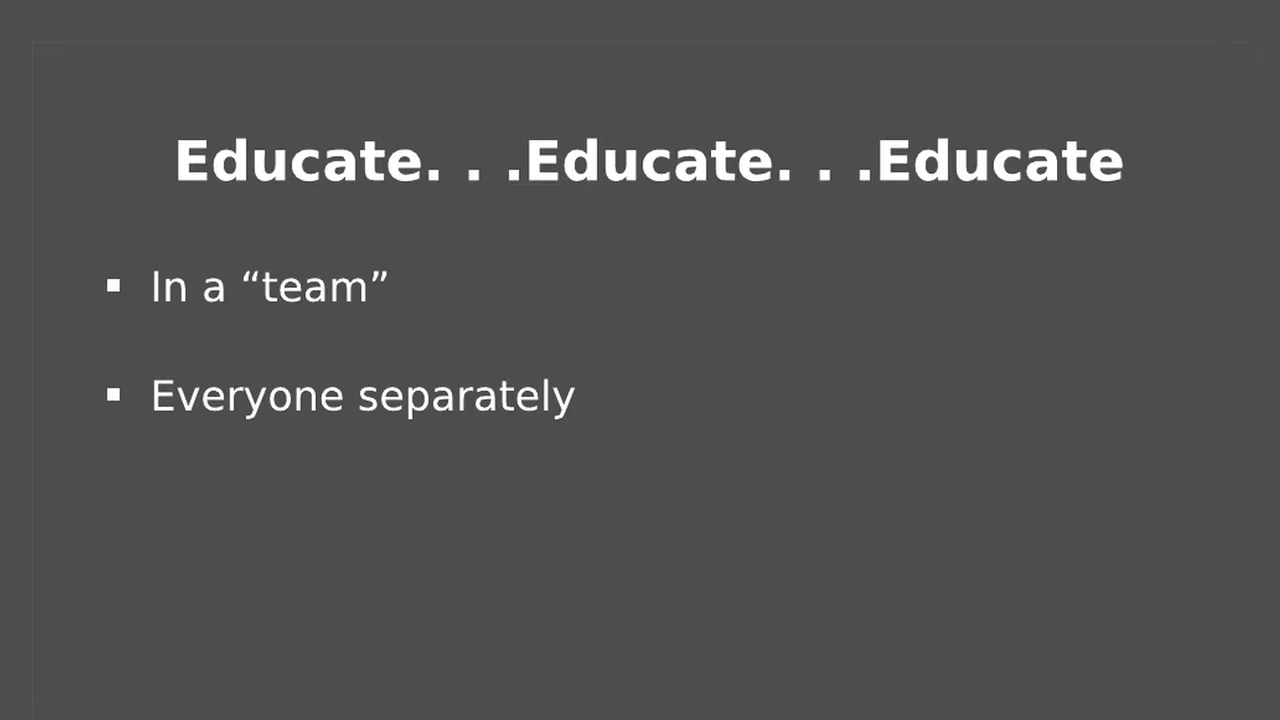 Educate. . .Educate. . .Educate
▪ In a “team”
▪ Everyone separately